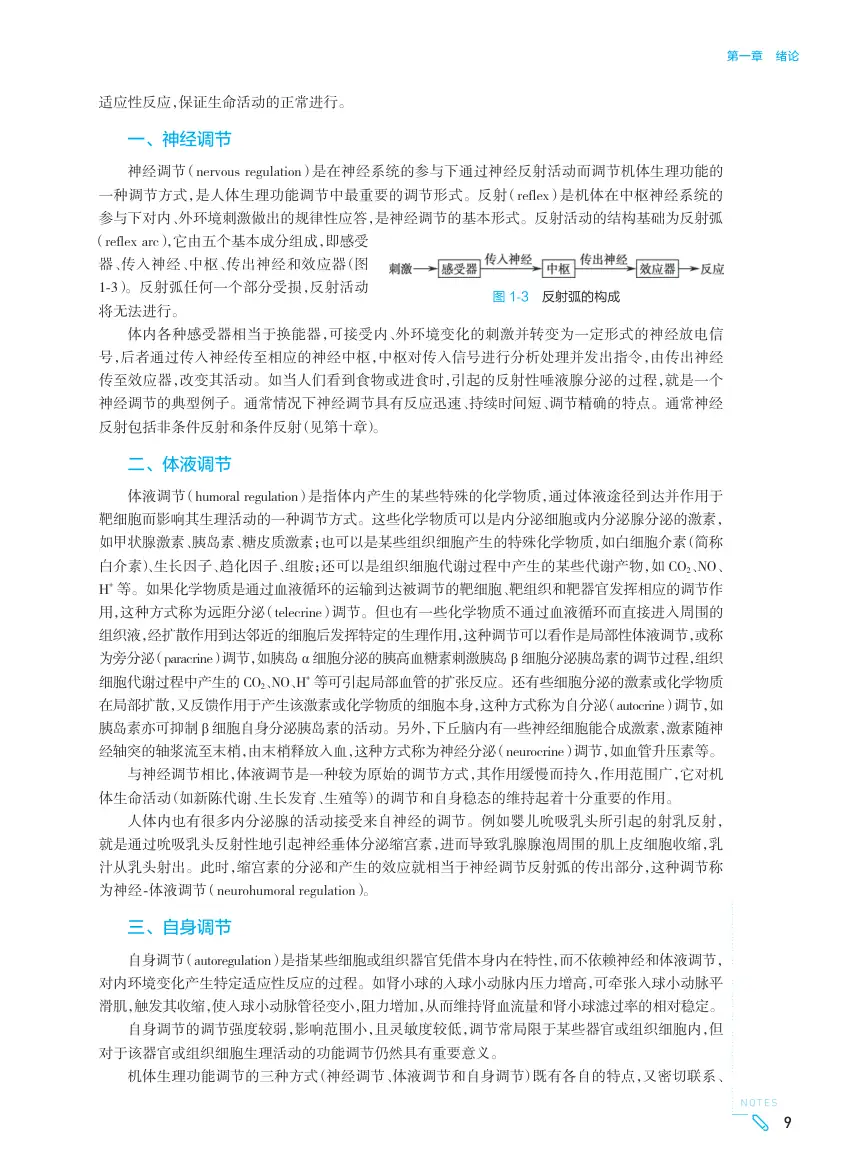 第一章 绪论
适应性反应,保证生命活动的正常进行。
一、神经调节
神经调节(nervous regulation)是在神经系统的参与下通过神经反射活动而调节机体生理功能的
一种调节方式,是人体生理功能调节中最重要的调节形式。反射(reflex)是机体在中枢神经系统的
参与下对内、外环境刺激做出的规律性应答,是神经调节的基本形式。反射活动的结构基础为反射弧
(reflex arc),它由五个基本成分组成,即感受
器、传入神经、中枢、传出神经和效应器(图
1-3)。反射弧任何一个部分受损,反射活动
将无法进行。
刺激 感受器 传入神经 中枢 传出神经 效应器 反应
图 1-3 反射弧的构成
体内各种感受器相当于换能器,可接受内、外环境变化的刺激并转变为一定形式的神经放电信
号,后者通过传入神经传至相应的神经中枢,中枢对传入信号进行分析处理并发出指令,由传出神经
传至效应器,改变其活动。如当人们看到食物或进食时,引起的反射性唾液腺分泌的过程,就是一个
神经调节的典型例子。通常情况下神经调节具有反应迅速、持续时间短、调节精确的特点。通常神经
反射包括非条件反射和条件反射(见第十章)。
二、体液调节
体液调节(humoral regulation)是指体内产生的某些特殊的化学物质,通过体液途径到达并作用于
靶细胞而影响其生理活动的一种调节方式。这些化学物质可以是内分泌细胞或内分泌腺分泌的激素,
如甲状腺激素、胰岛素、糖皮质激素;也可以是某些组织细胞产生的特殊化学物质,如白细胞介素(简称
白介素)、生长因子、趋化因子、组胺;还可以是组织细胞代谢过程中产生的某些代谢产物,如 CO₂、NO、
H⁺ 等。如果化学物质是通过血液循环的运输到达被调节的靶细胞、靶组织和靶器官发挥相应的调节作
用,这种方式称为远距分泌(telecrine)调节。但也有一些化学物质不通过血液循环而直接进入周围的
组织液,经扩散作用到达邻近的细胞后发挥特定的生理作用,这种调节可以看作是局部性体液调节,或称
为旁分泌(paracrine)调节,如胰岛 α 细胞分泌的胰高血糖素刺激胰岛 β 细胞分泌胰岛素的调节过程,组织
细胞代谢过程中产生的 CO₂、NO、H⁺ 等可引起局部血管的扩张反应。还有些细胞分泌的激素或化学物质
在局部扩散,又反馈作用于产生该激素或化学物质的细胞本身,这种方式称为自分泌(autocrine)调节,如
胰岛素亦可抑制 β 细胞自身分泌胰岛素的活动。另外,下丘脑内有一些神经细胞能合成激素,激素随神
经轴突的轴浆流至末梢,由末梢释放入血,这种方式称为神经分泌(neurocrine)调节,如血管升压素等。
与神经调节相比,体液调节是一种较为原始的调节方式,其作用缓慢而持久,作用范围广,它对机
体生命活动(如新陈代谢、生长发育、生殖等)的调节和自身稳态的维持起着十分重要的作用。
人体内也有很多内分泌腺的活动接受来自神经的调节。例如婴儿吮吸乳头所引起的射乳反射,
就是通过吮吸乳头反射性地引起神经垂体分泌缩宫素,进而导致乳腺腺泡周围的肌上皮细胞收缩,乳
汁从乳头射出。此时,缩宫素的分泌和产生的效应就相当于神经调节反射弧的传出部分,这种调节称
为神经-体液调节(neurohumoral regulation)。
三、自身调节
自身调节(autoregulation)是指某些细胞或组织器官凭借本身内在特性,而不依赖神经和体液调节,
对内环境变化产生特定适应性反应的过程。如肾小球的入球小动脉内压力增高,可牵张入球小动脉平
滑肌,触发其收缩,使入球小动脉管径变小,阻力增加,从而维持肾血流量和肾小球滤过率的相对稳定。
自身调节的调节强度较弱,影响范围小,且灵敏度较低,调节常局限于某些器官或组织细胞内,但
对于该器官或组织细胞生理活动的功能调节仍然具有重要意义。
机体生理功能调节的三种方式(神经调节、体液调节和自身调节)既有各自的特点,又密切联系、
NOTES
9